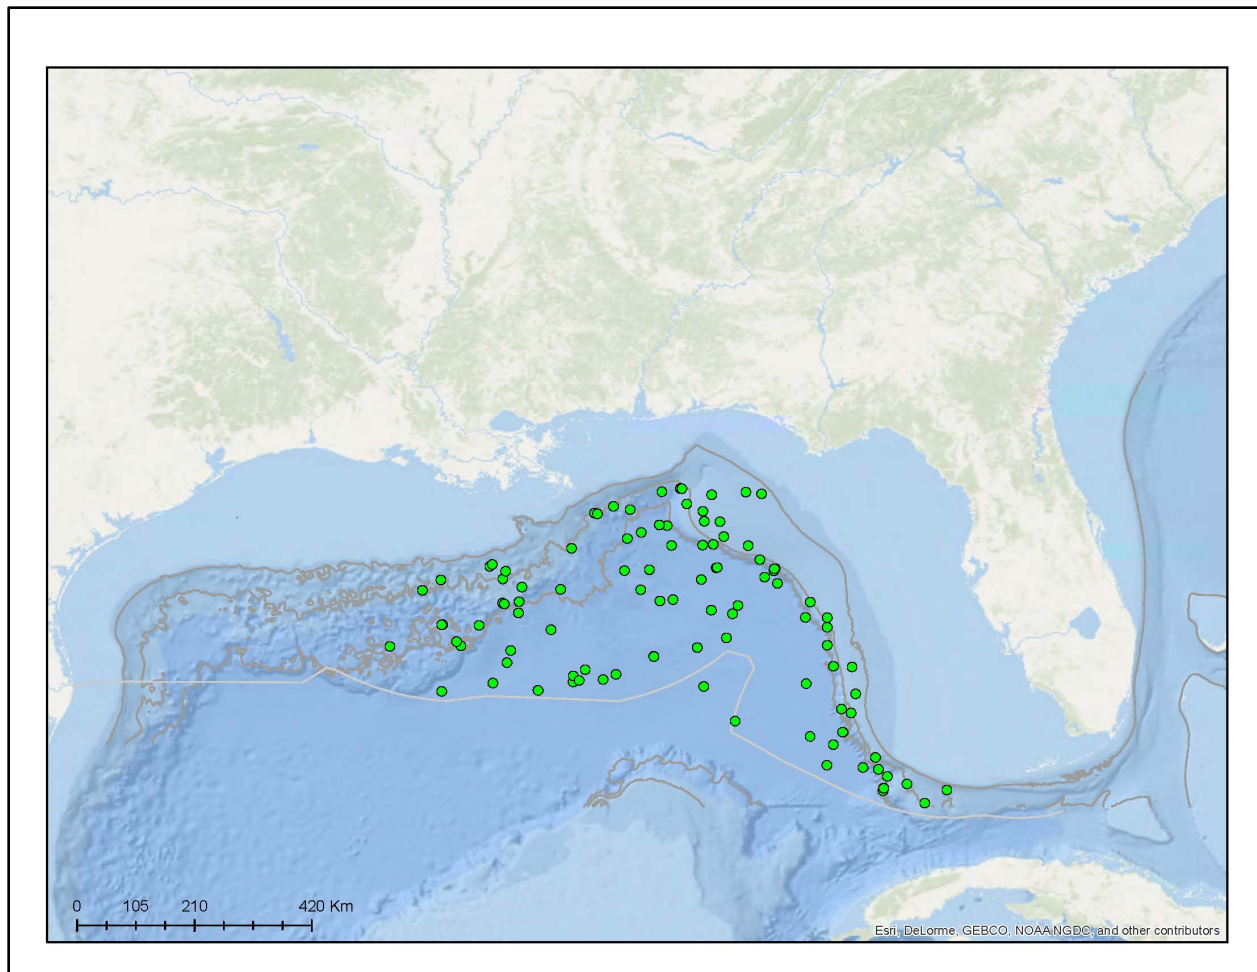 0 105 210 420 Km
Esri, DeLorme, GEBCO, NOAA NGDC, and other contributors